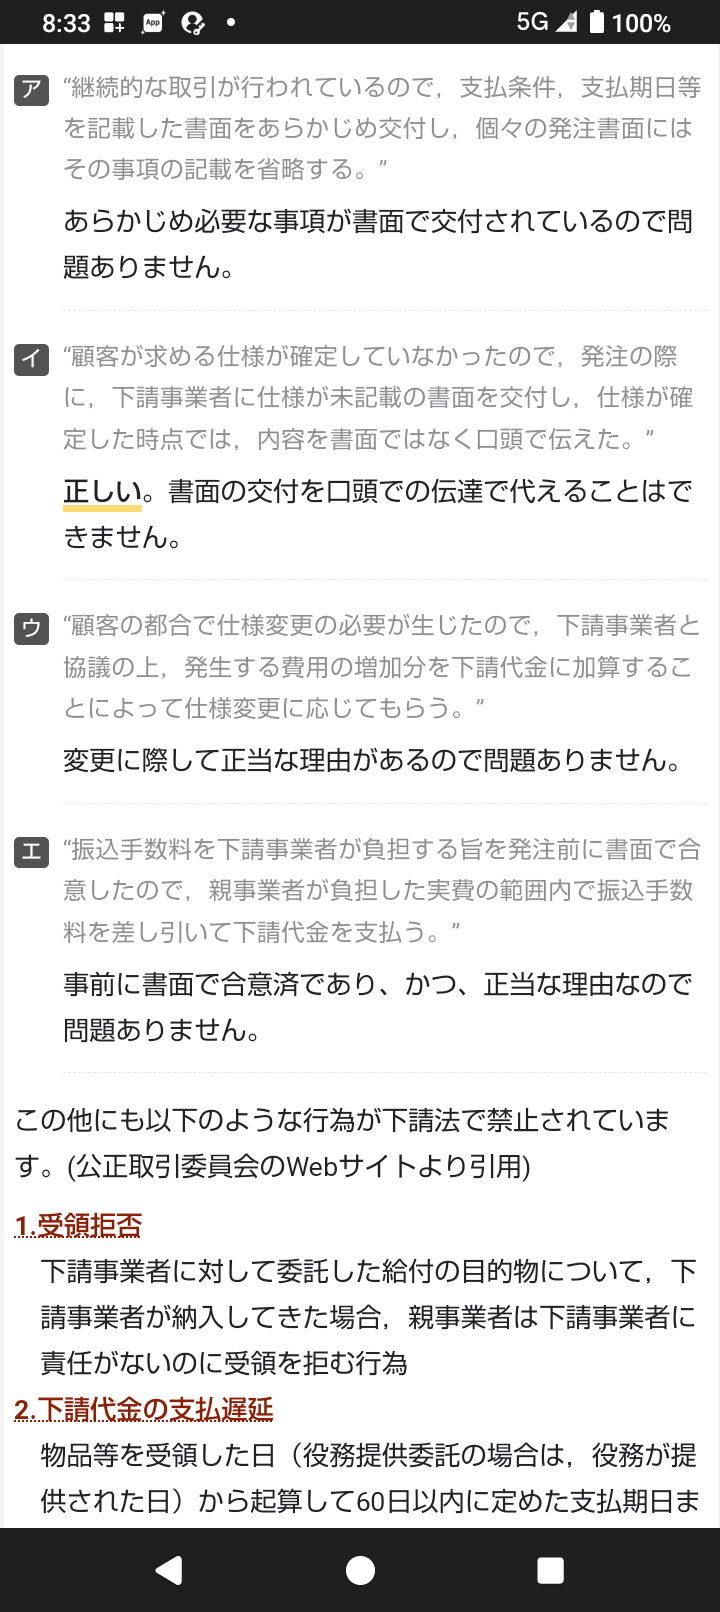 8:33
App
5G
100%
ア
“継続的な取引が行われているので，支払条件，支払期日等
を記載した書面をあらかじめ交付し，個々の発注書面には
その事項の記載を省略する。”
あらかじめ必要な事項が書面で交付されているので問
題ありません。
イ
“顧客が求める仕様が確定していなかったので，発注の際
に，下請事業者に仕様が未記載の書面を交付し，仕様が確
定した時点では，内容を書面ではなく口頭で伝えた。”
正しい。書面の交付を口頭での伝達で代えることはで
きません。
ウ
“顧客の都合で仕様変更の必要が生じたので，下請事業者と
協議の上，発生する費用の増加分を下請代金に加算するこ
とによって仕様変更に応じてもらう。”
変更に際して正当な理由があるので問題ありません。
エ
“振込手数料を下請事業者が負担する旨を発注前に書面で合
意したので，親事業者が負担した実費の範囲内で振込手数
料を差し引いて下請代金を支払う。”
事前に書面で合意済であり、かつ、正当な理由なので
問題ありません。
この他にも以下のような行為が下請法で禁止されていま
す。(公正取引委員会のWebサイトより引用)
1.受領拒否
下請事業者に対して委託した給付の目的物について，下
請事業者が納入してきた場合，親事業者は下請事業者に
責任がないのに受領を拒む行為
2.下請代金の支払遅延
物品等を受領した日（役務提供委託の場合は，役務が提
供された日）から起算して60日以内に定めた支払期日ま